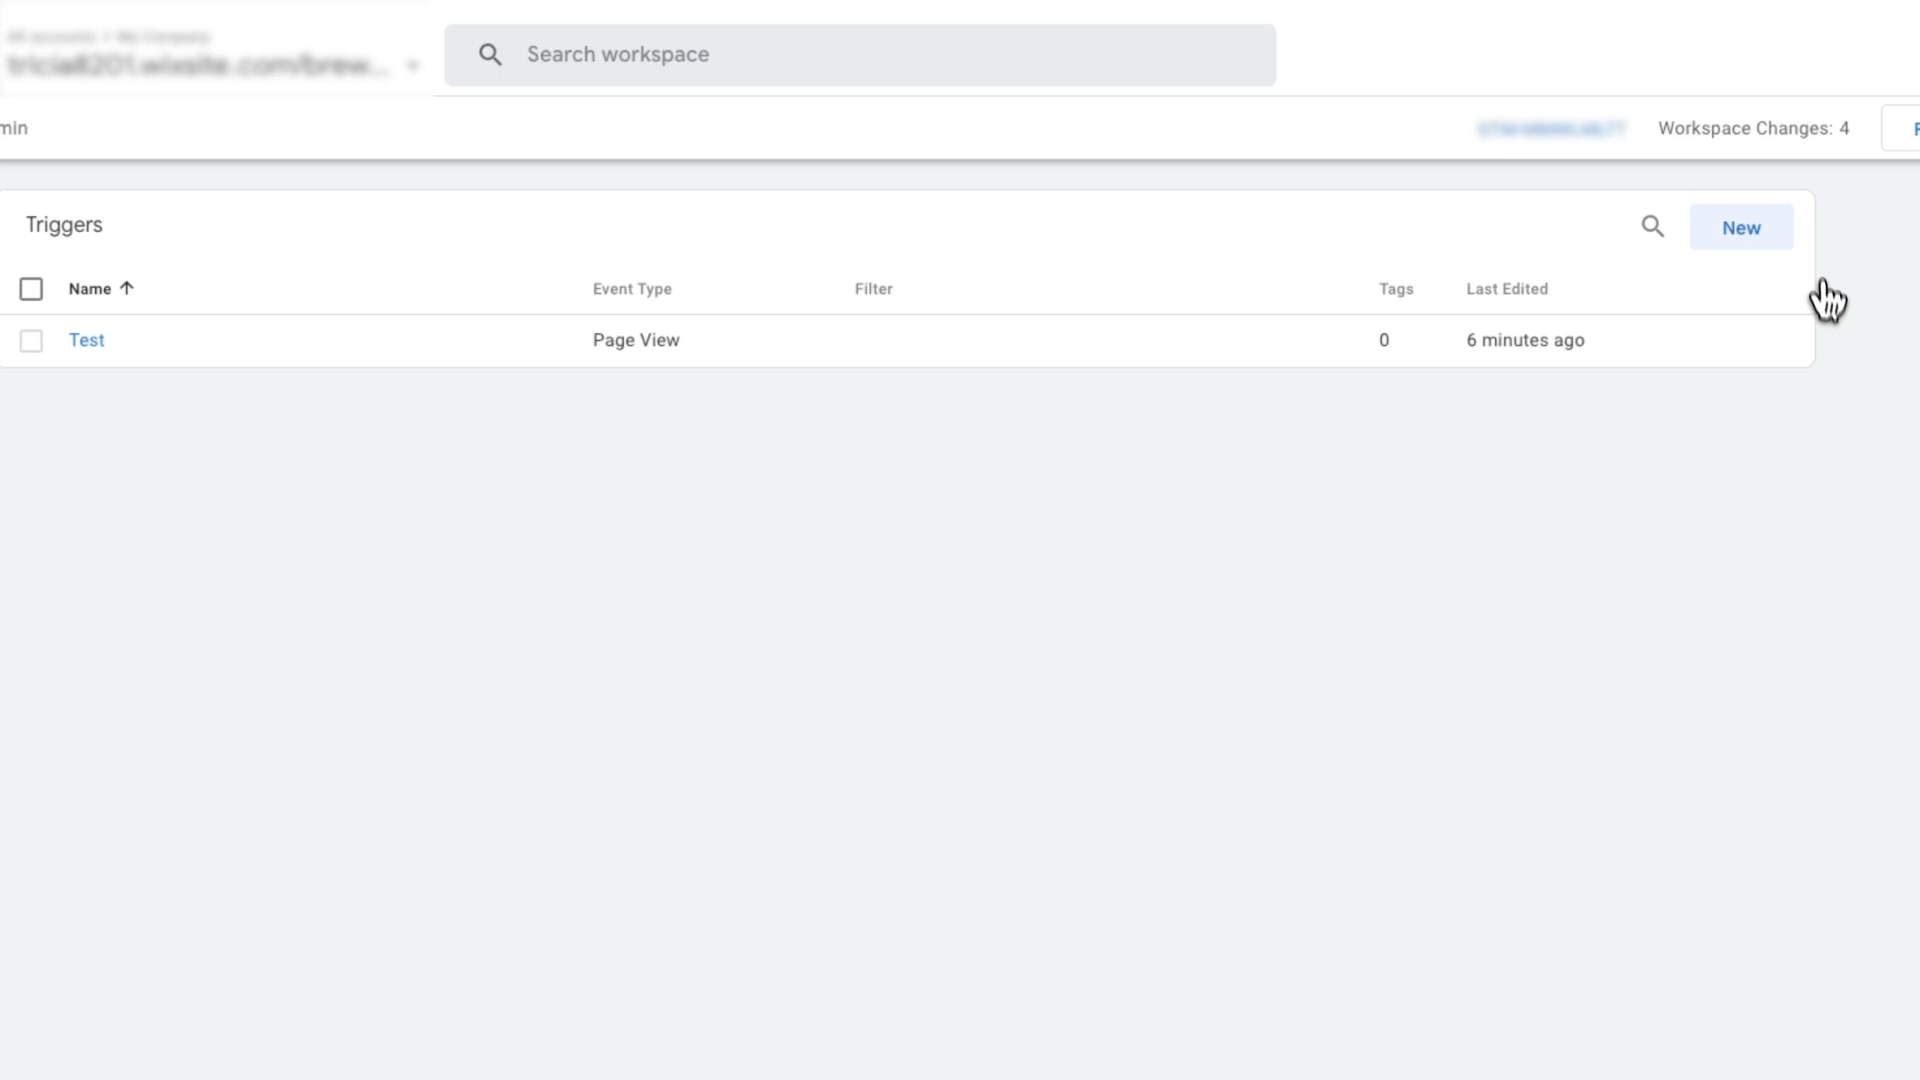 Search workspace
min
Workspace Changes: 4
Triggers
New
Name Event Type Filter Tags Last Edited
Test Page View 0 6 minutes ago